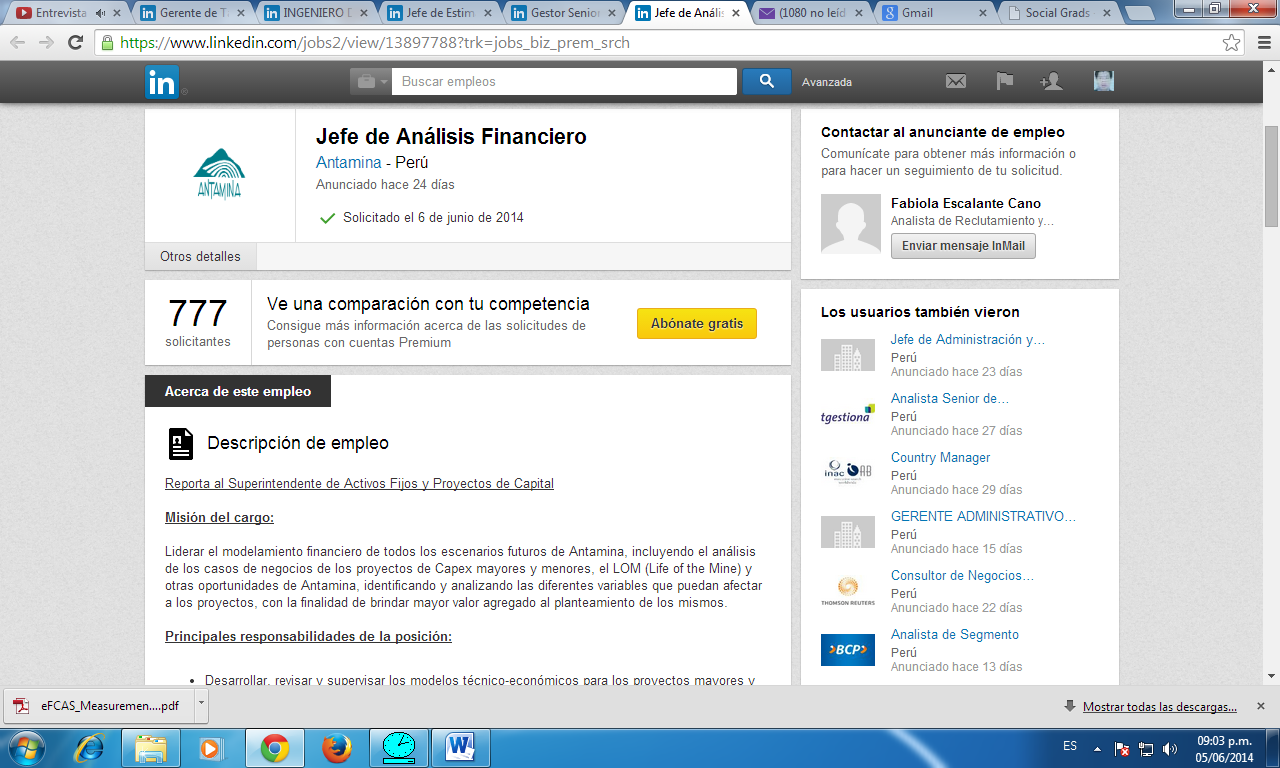 Entrevista
Gerente de T
INGENIERO D
Jefe de Estim
Gestor Senior
Jefe de Anális
(1080 no leí
Gmail
Social Grads
https://www.linkedin.com/jobs2/view/13897788?trk=jobs_biz_prem_srch
in
Buscar empleos
Avanzada
ANTAMINA
Jefe de Análisis Financiero
Antamina - Perú
Anunciado hace 24 días
Solicitado el 6 de junio de 2014
Otros detalles
777
solicitantes
Ve una comparación con tu competencia
Consigue más información acerca de las solicitudes de
personas con cuentas Premium
Abónate gratis
Acerca de este empleo
Descripción de empleo
Reporta al Superintendente de Activos Fijos y Proyectos de Capital
Misión del cargo:
Liderar el modelamiento financiero de todos los escenarios futuros de Antamina, incluyendo el análisis
de los casos de negocios de los proyectos de Capex mayores y menores, el LOM (Life of the Mine) y
otras oportunidades de Antamina, identificando y analizando las diferentes variables que puedan afectar
a los proyectos, con la finalidad de brindar mayor valor agregado al planteamiento de los mismos.
Principales responsabilidades de la posición:
• Desarrollar, revisar y supervisar los modelos técnico-económicos para los proyectos mayores y
Contactar al anunciante de empleo
Comunícate para obtener más información o
para hacer un seguimiento de tu solicitud.
Fabiola Escalante Cano
Analista de Reclutamiento y...
Enviar mensaje InMail
Los usuarios también vieron
Jefe de Administración y...
Perú
Anunciado hace 23 días
tgestiona
Analista Senior de...
Perú
Anunciado hace 27 días
Country Manager
Perú
Anunciado hace 29 días
GERENTE ADMINISTRATIVO...
Perú
Anunciado hace 15 días
THOMSON REUTERS
Consultor de Negocios...
Perú
Anunciado hace 22 días
BCP
Analista de Segmento
Perú
Anunciado hace 13 días
eFCAS_Measuremen....pdf
Mostrar todas las descargas...
ES
09:03 p.m.
05/06/2014